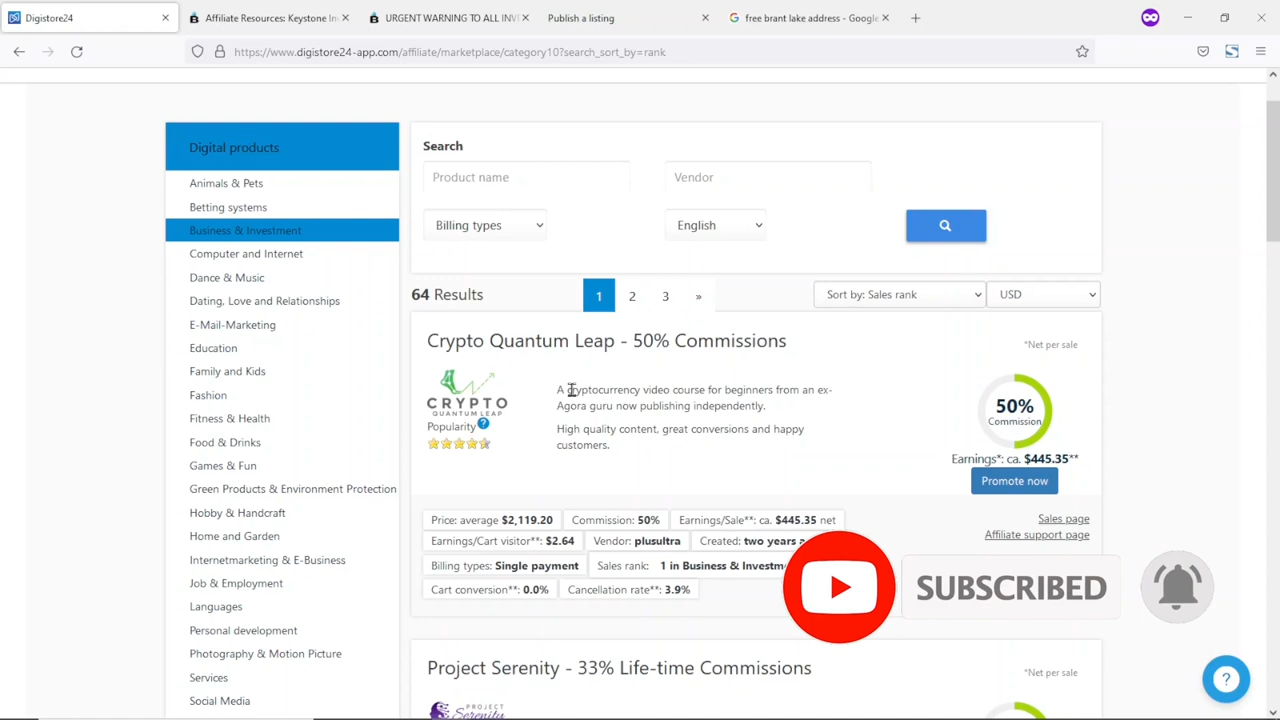 Digistore24
Affiliate Resources: Keystone In
URGENT WARNING TO ALL INV
Publish a listing
free brant lake address - Google
https://www.digistore24-app.com/affiliate/marketplace/category10?search_sort_by=rank
Digital products
Animals & Pets
Betting systems
Business & Investment
Computer and Internet
Dance & Music
Dating, Love and Relationships
E-Mail-Marketing
Education
Family and Kids
Fashion
Fitness & Health
Food & Drinks
Games & Fun
Green Products & Environment Protection
Hobby & Handcraft
Home and Garden
Internetmarketing & E-Business
Job & Employment
Languages
Personal development
Photography & Motion Picture
Services
Social Media
Search
Product name
Vendor
Billing types
English
64 Results
1 2 3 »
Sort by: Sales rank
USD
Crypto Quantum Leap - 50% Commissions
*Net per sale
CRYPTO
QUANTUM LEAP
Popularity ?
A cryptocurrency video course for beginners from an ex-
Agora guru now publishing independently.
High quality content, great conversions and happy
customers.
50%
Commission
Earnings*: ca. $445.35**
Promote now
Price: average $2,119.20 Commission: 50% Earnings/Sale**: ca. $445.35 net
Earnings/Cart visitor**: $2.64 Vendor: plusultra Created: two years
Billing types: Single payment Sales rank: 1 in Business & Investm
Cart conversion**: 0.0% Cancellation rate**: 3.9%
Sales page
Affiliate support page
SUBSCRIBED
Project Serenity - 33% Life-time Commissions
*Net per sale
PROJECT
Serenity
?